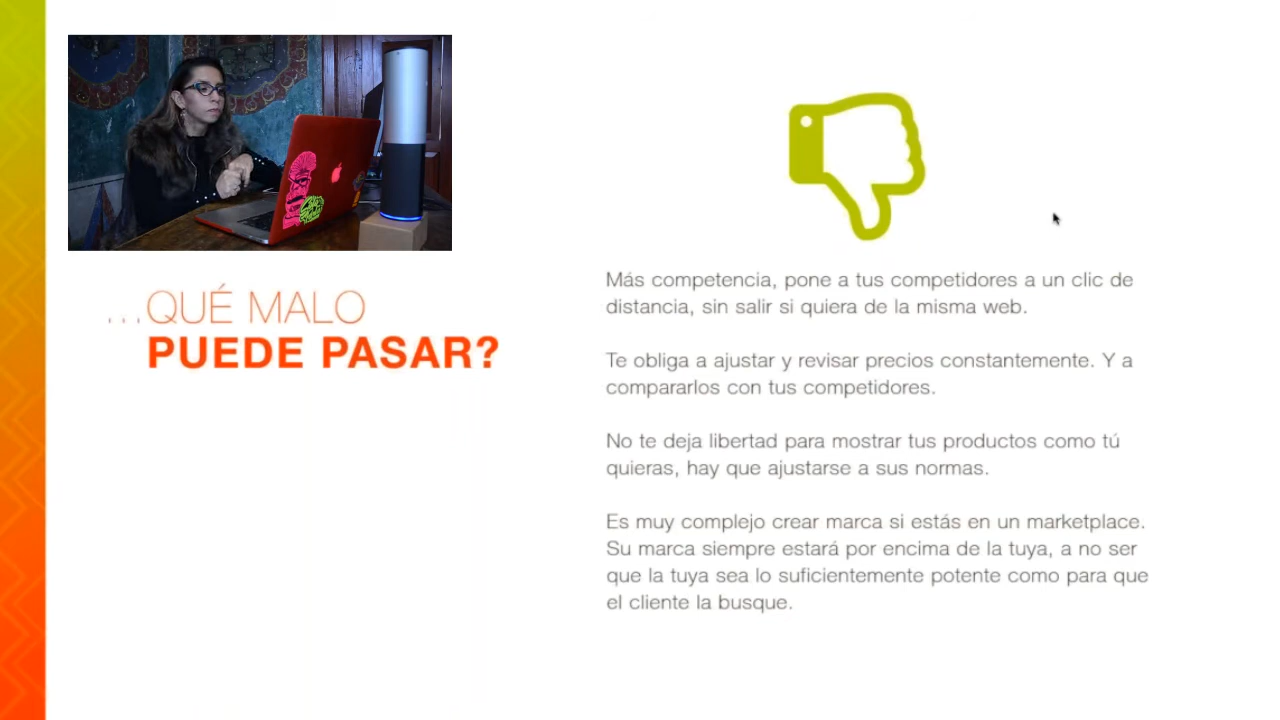 ...QUÉ MALO
PUEDE PASAR?
Más competencia, pone a tus competidores a un clic de
distancia, sin salir si quiera de la misma web.
Te obliga a ajustar y revisar precios constantemente. Y a
compararlos con tus competidores.
No te deja libertad para mostrar tus productos como tú
quieras, hay que ajustarse a sus normas.
Es muy complejo crear marca si estás en un marketplace.
Su marca siempre estará por encima de la tuya, a no ser
que la tuya sea lo suficientemente potente como para que
el cliente la busque.